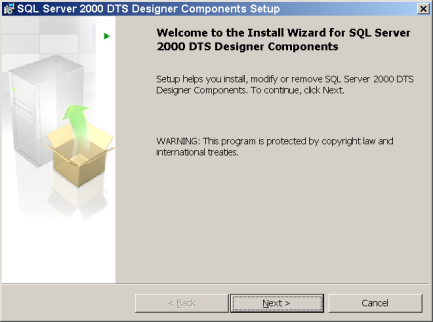 SQL Server 2000 DTS Designer Components Setup
Welcome to the Install Wizard for SQL Server
2000 DTS Designer Components
Setup helps you install, modify or remove SQL Server 2000 DTS
Designer Components. To continue, click Next.
WARNING: This program is protected by copyright law and
international treaties.
< Back
Next >
Cancel